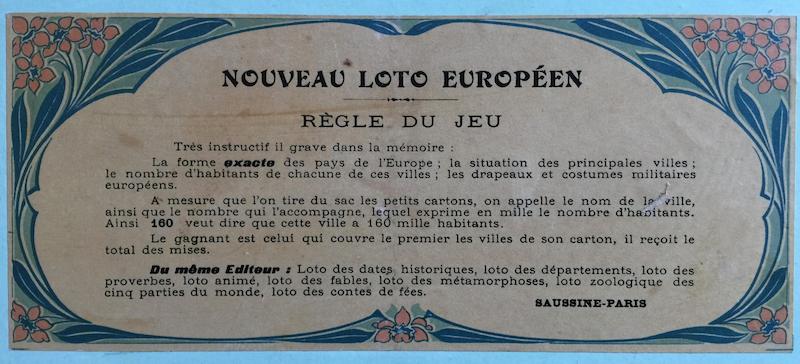 NOUVEAU LOTO EUROPÉEN
RÈGLE DU JEU
Très instructif il grave dans la mémoire :
La forme exacte des pays de l'Europe ; la situation des principales villes ;
le nombre d'habitants de chacune de ces villes ; les drapeaux et costumes militaires
européens.
A mesure que l'on tire du sac les petits cartons, on appelle le nom de la ville,
ainsi que le nombre qui l'accompagne, lequel exprime en mille le nombre d'habitants.
Ainsi 160 veut dire que cette ville a 160 mille habitants.
Le gagnant est celui qui couvre le premier les villes de son carton, il reçoit le
total des mises.
Du même Editeur : Loto des dates historiques, loto des départements, loto des
proverbes, loto animé, loto des fables, loto des métamorphoses, loto zoologique des
cinq parties du monde, loto des contes de fées.
SAUSSINE-PARIS